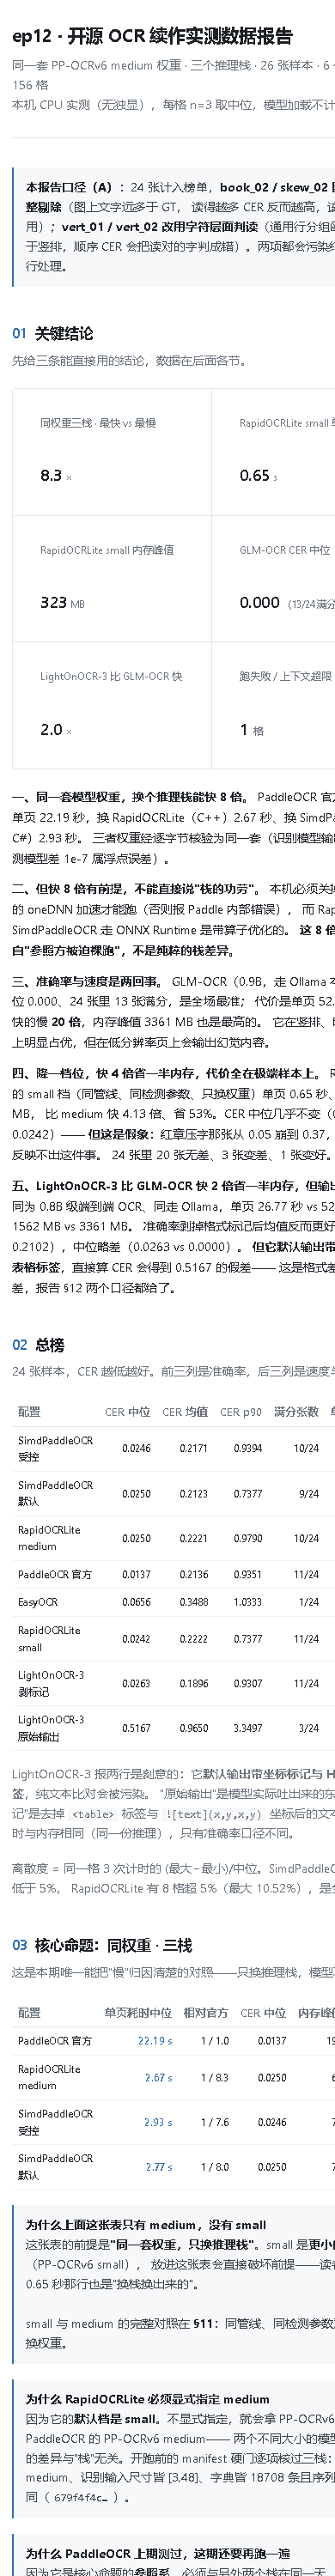 ep12 · 开源 OCR 续作实测数据报告
同一套 PP-OCRv6 medium 权重 · 三个推理栈 · 26 张样本 · 6
156 格
本机 CPU 实测（无独显），每格 n=3 取中位，模型加载不计
本报告口径（A）：24 张计入榜单，book_02 / skew_02
整剔除（图上文字远多于 GT， 读得越多 CER 反而越高，
用）；vert_01 / vert_02 改用字符层面判读（通用行分组
于竖排，顺序 CER 会把读对的字判成错）。两项都会污染
行处理。
01 关键结论
先给三条能直接用的结论，数据在后面各节。
同权重三栈 · 最快 vs 最慢
RapidOCRLite small
8.3 ×
0.65 s
RapidOCRLite small 内存峰值
GLM-OCR CER 中位
323 MB
0.000 （13/24满分
LightOnOCR-3 比 GLM-OCR 快
跑失败 / 上下文超限
2.0 ×
1 格
一、同一套模型权重，换个推理栈能快 8 倍。 PaddleOCR 官
单页 22.19 秒，换 RapidOCRLite（C++）2.67 秒、换 SimdPa
C#）2.93 秒。 三者权重经逐字节核验为同一套（识别模型
测模型差 1e-7 属浮点误差）。
二、但快 8 倍有前提，不能直接说"栈的功劳"。 本机必须关
的 oneDNN 加速才能跑（否则报 Paddle 内部错误）， 而 Rap
SimdPaddleOCR 走 ONNX Runtime 是带算子优化的。 这 8
白"参照方被迫裸跑"，不是纯粹的栈差异。
三、准确率与速度是两回事。 GLM-OCR（0.9B，走 Ollama
位 0.000、24 张里 13 张满分，是全场最准； 代价是单页 52.
快的慢 20 倍，内存峰值 3361 MB 也是最高的。 它在竖排、
上明显占优，但在低分辨率页上会输出幻觉内容。
四、降一档位，快 4 倍省一半内存，代价全在极端样本上。 R
的 small 档（同管线、同检测参数、只换权重）单页 0.65 秒、
MB， 比 medium 快 4.13 倍、省 53%。CER 中位几乎不变（
0.0242）—— 但这是假象：红章压字那张从 0.05 崩到 0.37，
反映不出这件事。 24 张里 20 张无差、3 张变差、1 张变好。
五、LightOnOCR-3 比 GLM-OCR 快 2 倍省一半内存，但输
同为 0.8B 级端到端 OCR、同走 Ollama，单页 26.77 秒 vs 52
1562 MB vs 3361 MB。 准确率剥掉格式标记后均值反而更好
0.2102），中位略差（0.0263 vs 0.0000）。 但它默认输出带
表格标签，直接算 CER 会得到 0.5167 的假差—— 这是格式差
差，报告 §12 两个口径都给了。
02 总榜
24 张样本，CER 越低越好。前三列是准确率，后三列是速度与
配置 CER 中位 CER 均值 CER p90 满分张数
SimdPaddleOCR
受控 0.0246 0.2171 0.9394 10/24
SimdPaddleOCR
默认 0.0250 0.2123 0.7377 9/24
RapidOCRLite
medium 0.0250 0.2221 0.9790 10/24
PaddleOCR 官方 0.0137 0.2136 0.9351 11/24
EasyOCR 0.0656 0.3488 1.0333 1/24
RapidOCRLite
small 0.0242 0.2222 0.7377 11/24
LightOnOCR-3
剥标记 0.0263 0.1896 0.9307 11/24
LightOnOCR-3
原始输出 0.5167 0.9650 3.3497 3/24
LightOnOCR-3 报两行是刻意的：它默认输出带坐标标记与 H
签，纯文本比对会被污染。 "原始输出"是模型实际吐出来的东
记"是去掉 <table> 标签与 ![text](x,y,x,y) 坐标后的文
时与内存相同（同一份推理），只有准确率口径不同。
离散度 = 同一格 3 次计时的 (最大−最小)/中位。SimdPaddleO
低于 5%， RapidOCRLite 有 8 格超 5%（最大 10.52%），是
03 核心命题：同权重 · 三栈
这是本期唯一能把"慢"归因清楚的对照——只换推理栈，模型
配置 单页耗时中位 相对官方 CER 中位 内存峰
PaddleOCR 官方 22.19 s 1 / 1.0 0.0137 19
RapidOCRLite
medium 2.67 s 1 / 8.3 0.0250
SimdPaddleOCR
受控 2.93 s 1 / 7.6 0.0246 7
SimdPaddleOCR
默认 2.77 s 1 / 8.0 0.0250 7
为什么上面这张表只有 medium，没有 small
这张表的前提是"同一套权重，只换推理栈"。small 是更小的
（PP-OCRv6 small）， 放进这张表会直接破坏前提——读
0.65 秒那行也是"换栈换出来的"。
small 与 medium 的完整对照在 §11：同管线、同检测参数
换权重。
为什么 RapidOCRLite 必须显式指定 medium
因为它的默认档是 small。不显式指定，就会拿 PP-OCRv6
PaddleOCR 的 PP-OCRv6 medium—— 两个不同大小的模
的差异与"栈"无关。开跑前的 manifest 硬门逐项核过三栈：
medium、识别输入尺寸皆 [3,48]、字典皆 18708 条且序列
同（ 679f4f4c… ）。
为什么 PaddleOCR 上期测过，这期还要再跑一遍